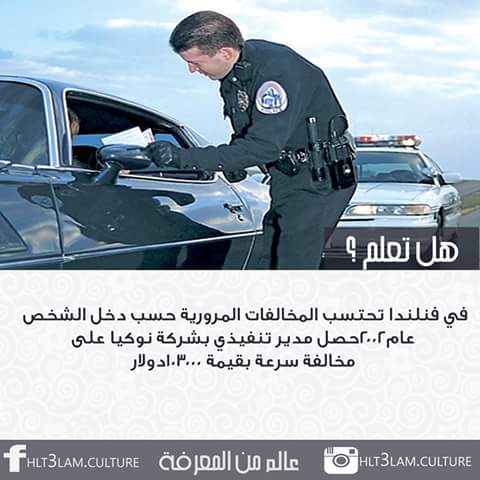 هل تعلم ؟
في فنلندا تحتسب المخالفات المرورية حسب دخل الشخص
عام٢٠٠٢حصل مدير تنفيذي بشركة نوكيا على
مخالفة سرعة بقيمة ١٠٣٠٠٠دولار
HLT3LAM.CULTURE
عالم من المعرفة
HLT3LAM.CULTURE